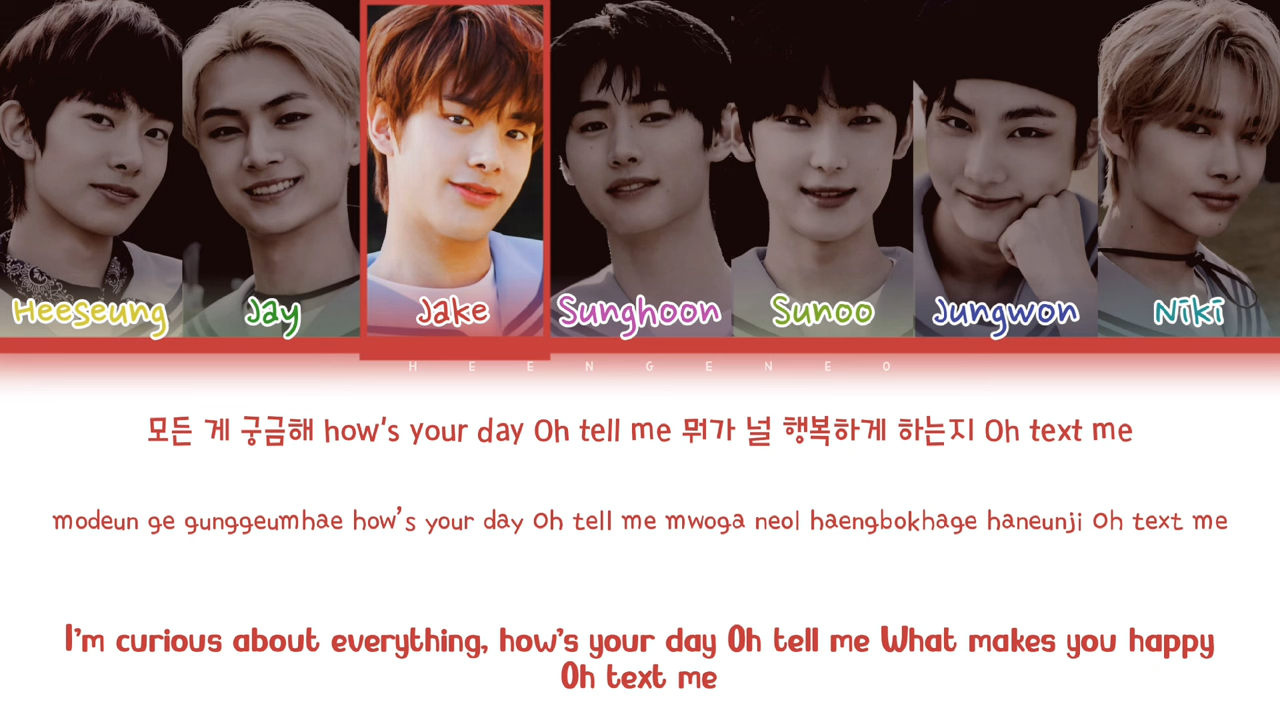 Heeseung Jay Jake Sunghoon Sunoo Jungwon Niki
HEENGENEO
모든 게 궁금해 how's your day Oh tell me 뭐가 널 행복하게 하는지 Oh text me
modeun ge gunggeumhae how's your day Oh tell me mwoga neol haengbokhage haneunji Oh text me
I'm curious about everything, how's your day Oh tell me What makes you happy
Oh text me